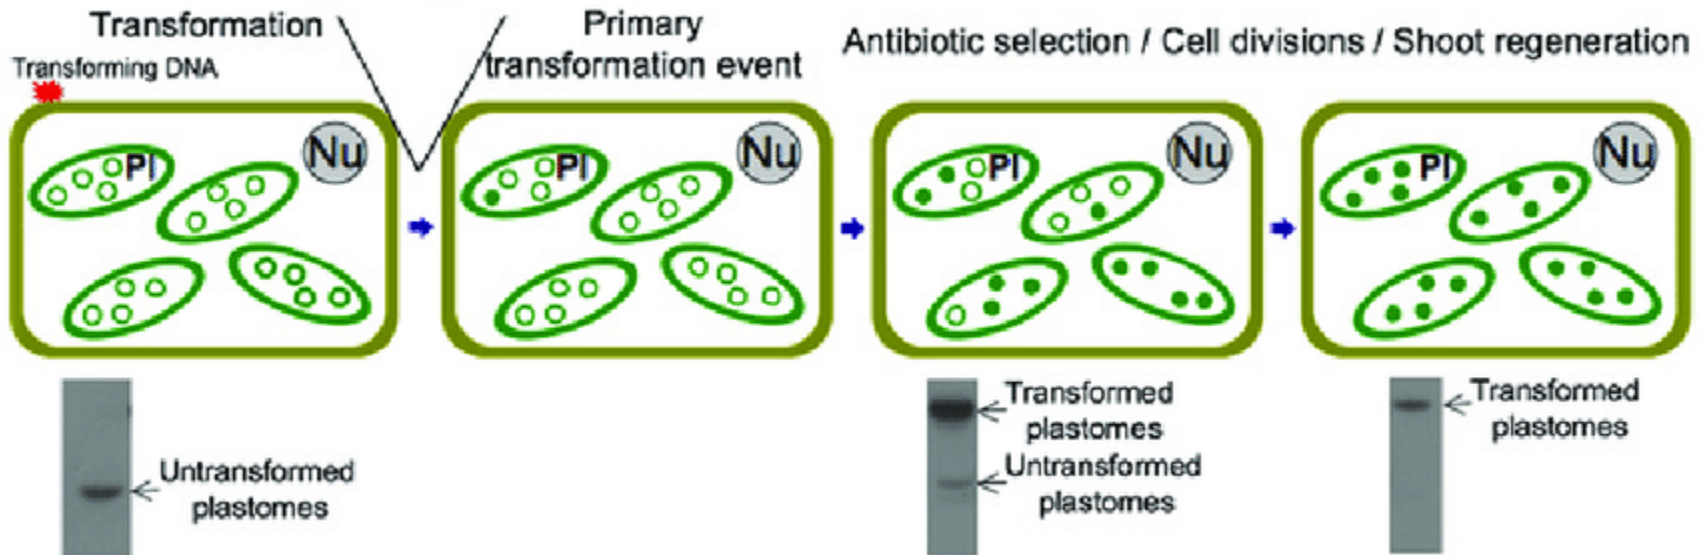 Transformation
Transforming DNA
Primary
transformation event
Antibiotic selection / Cell divisions / Shoot regeneration
Pl
Nu
Pl
Nu
Pl
Nu
Pl
Nu
Untransformed
plastomes
Transformed
plastomes
Untransformed
plastomes
Transformed
plastomes